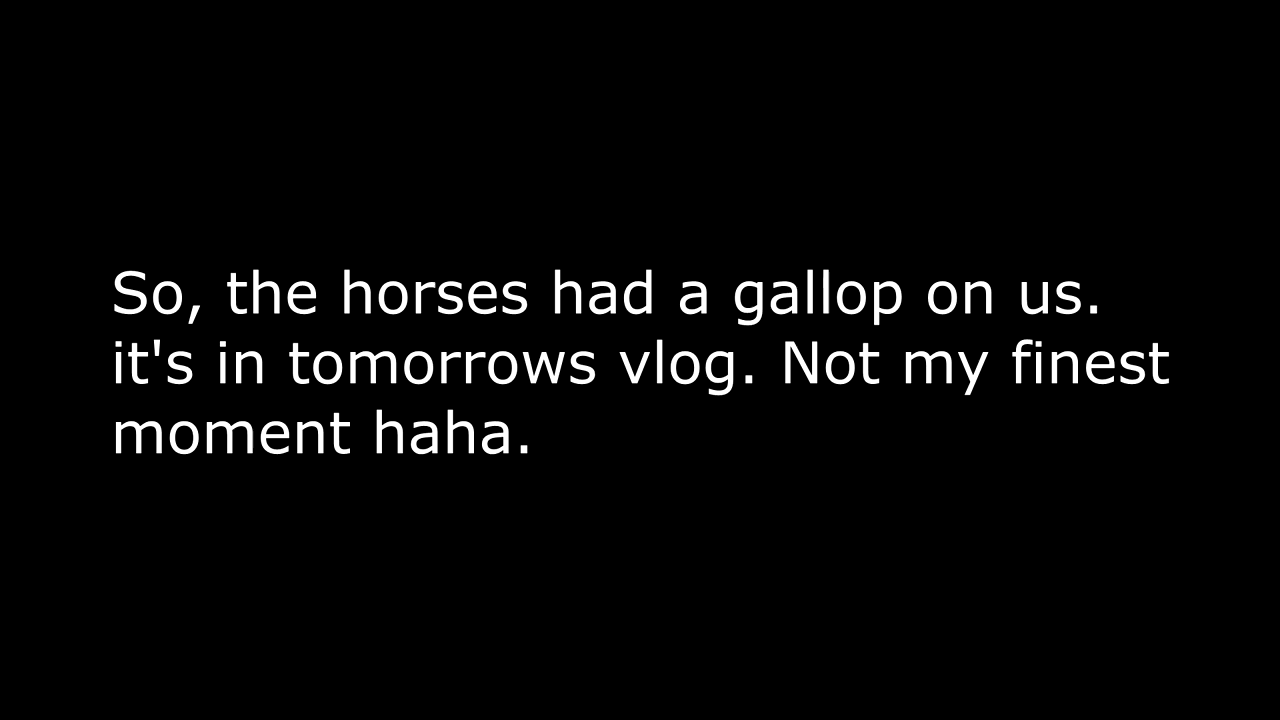 So, the horses had a gallop on us.
it's in tomorrows vlog. Not my finest
moment haha.